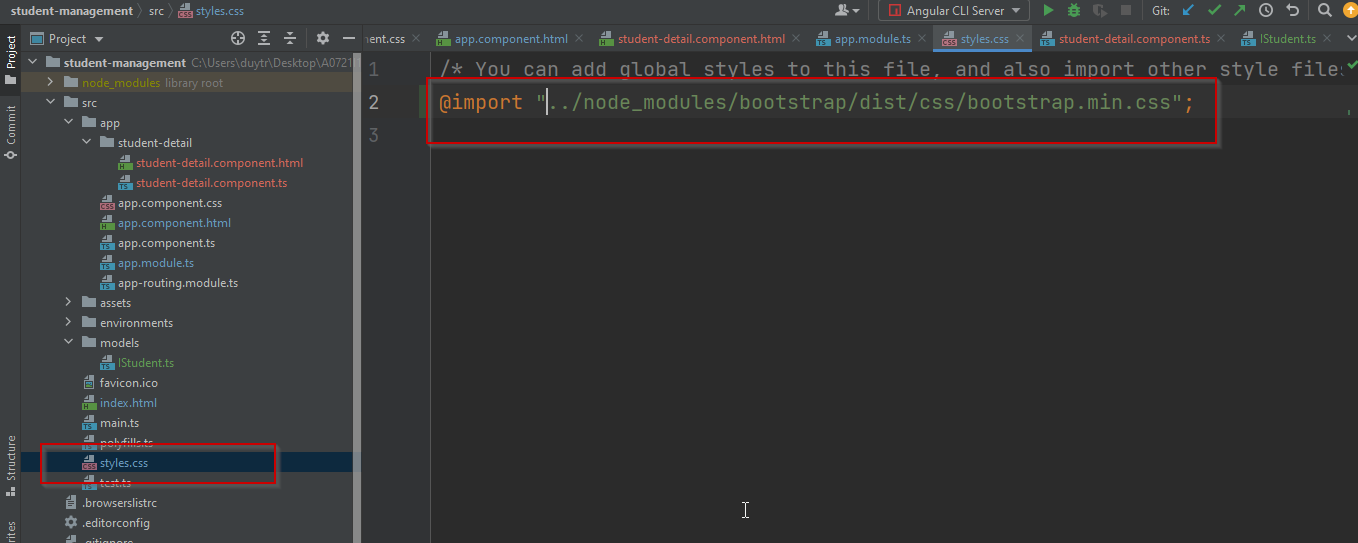 student-management > src > styles.css
Angular CLI Server
Git:
Project
nent.css
app.component.html
student-detail.component.html
app.module.ts
styles.css
student-detail.component.ts
IStudent.ts
Project
Commit
Structure
rites
student-management C:\Users\duytr\Desktop\A0721
node_modules library root
src
app
student-detail
student-detail.component.html
student-detail.component.ts
app.component.css
app.component.html
app.component.ts
app.module.ts
app-routing.module.ts
assets
environments
models
IStudent.ts
favicon.ico
index.html
main.ts
polyfills.ts
styles.css
test.ts
.browserslistrc
.editorconfig
.gitignore
1 /* You can add global styles to this file, and also import other style files
2 @import "../node_modules/bootstrap/dist/css/bootstrap.min.css";
3